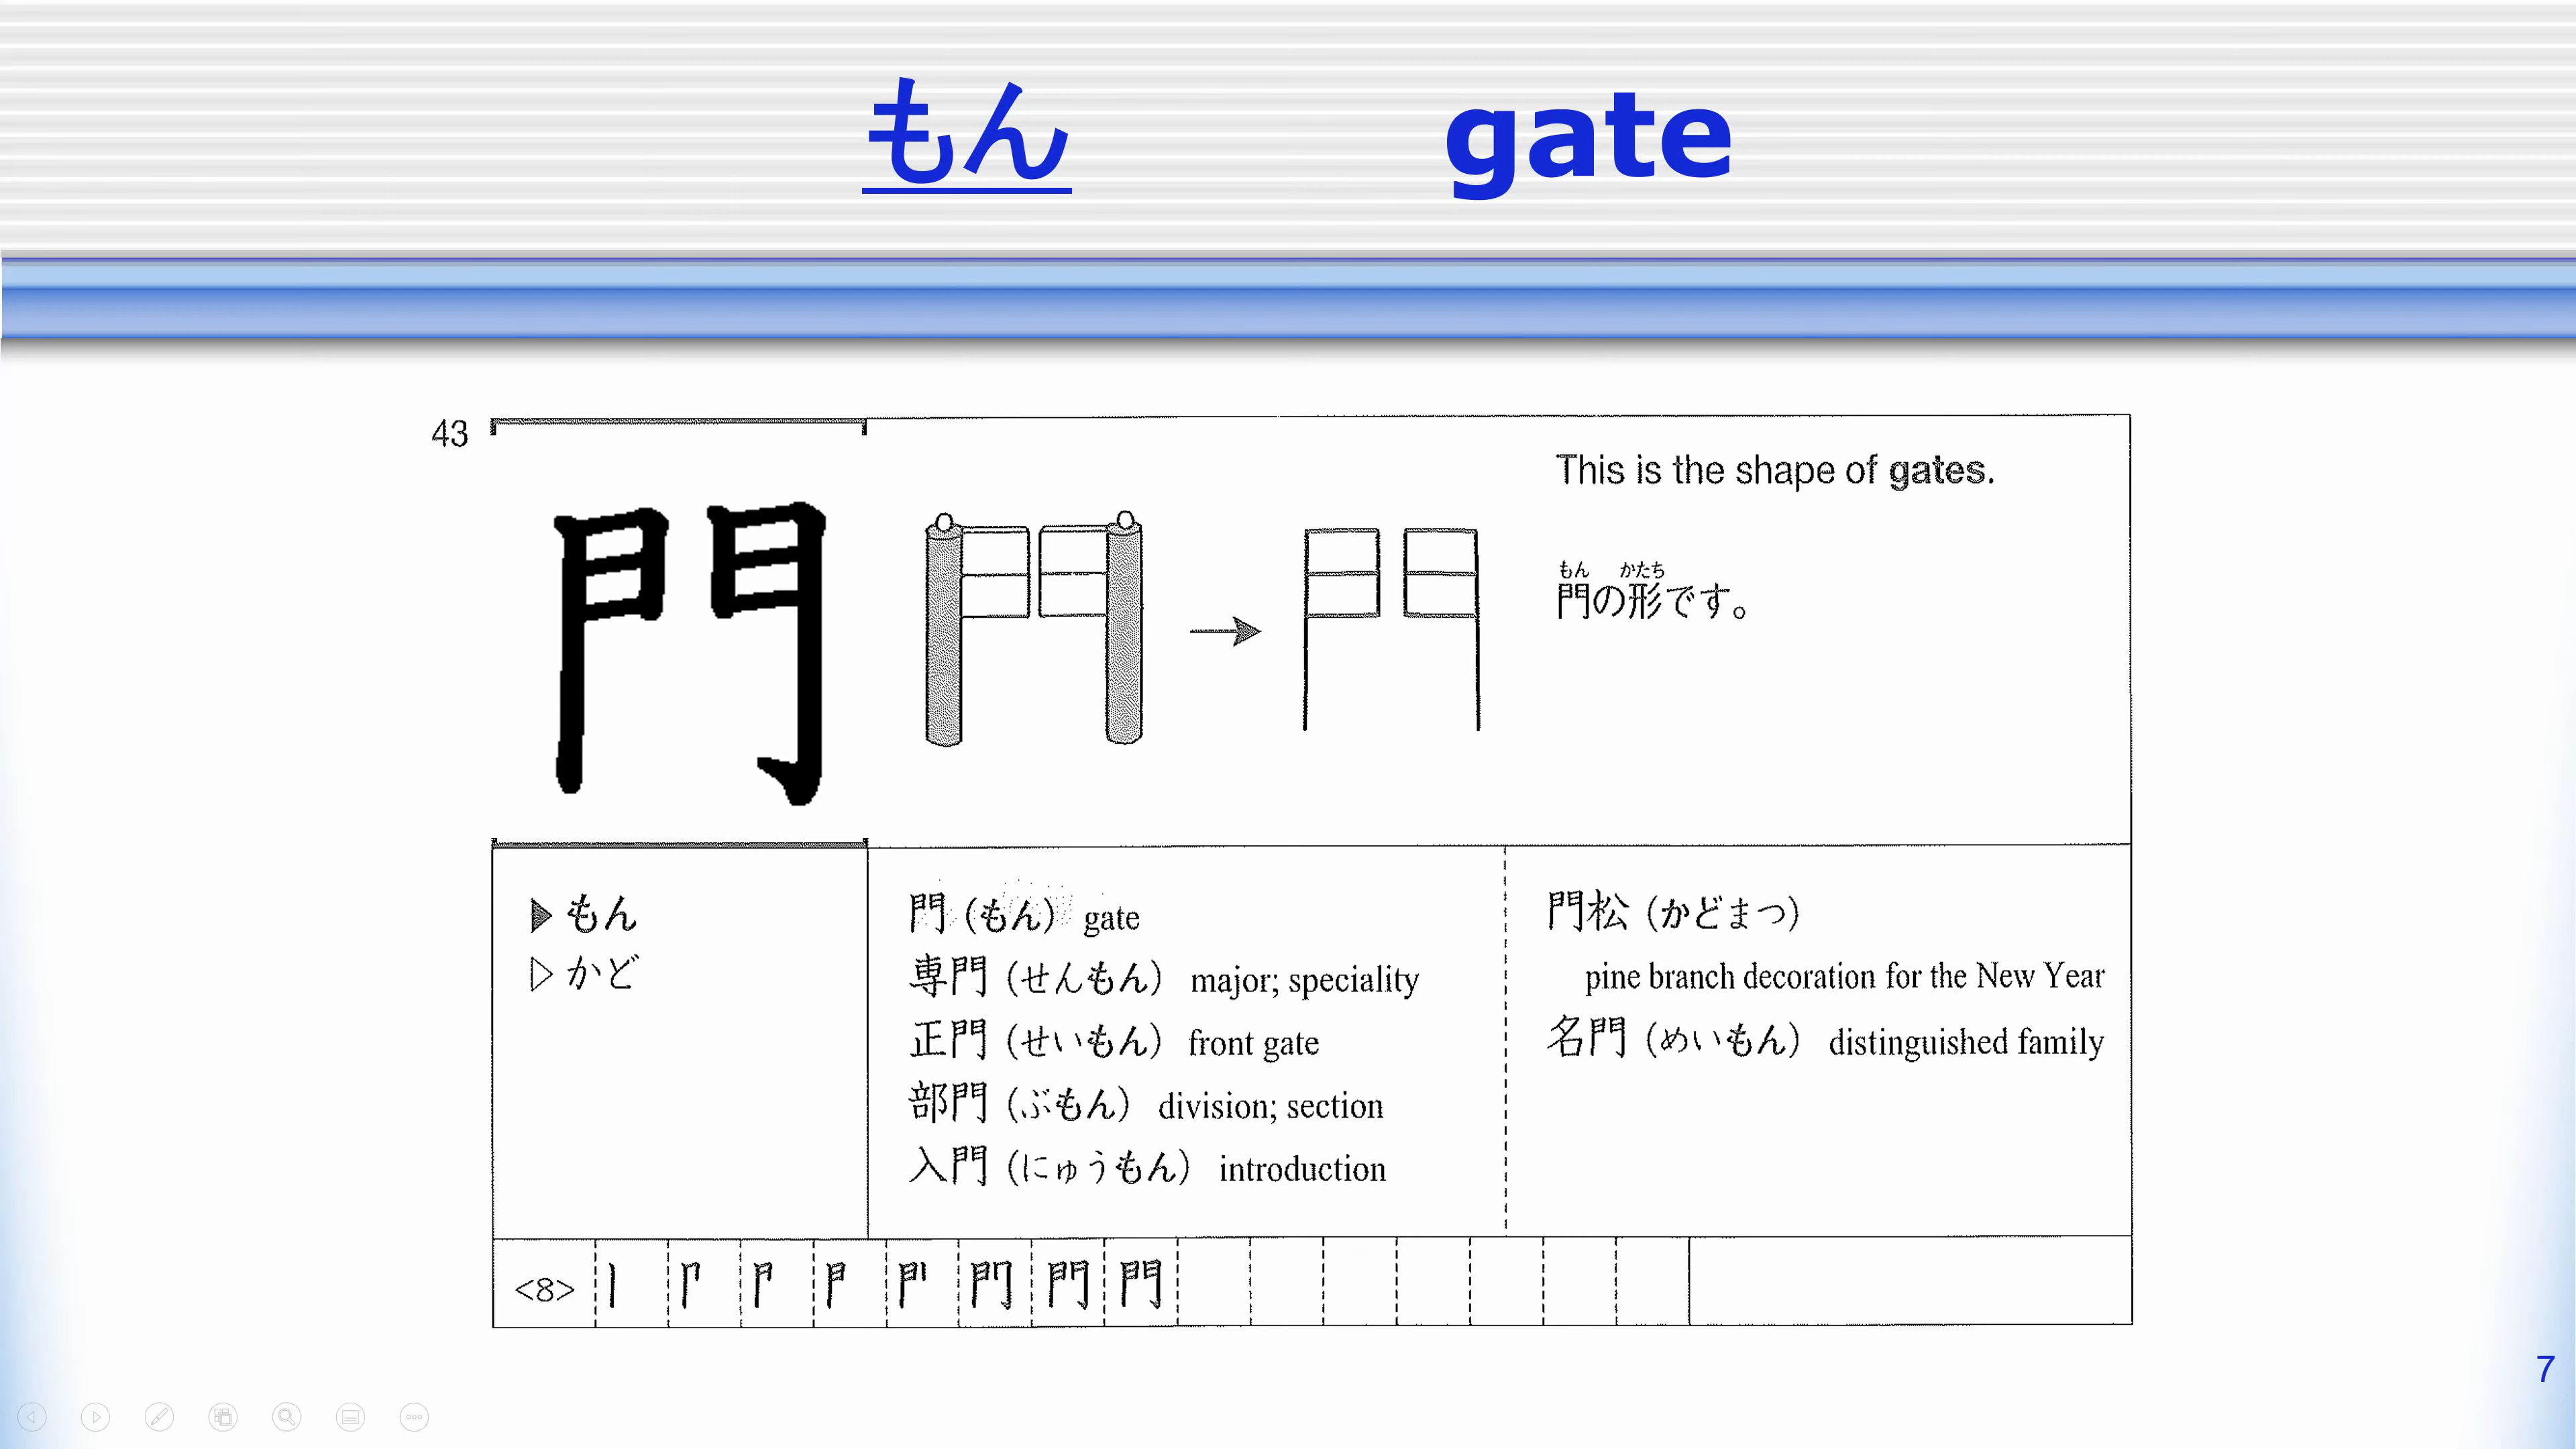 もん gate
43
This is the shape of gates.
もん かたち
門の形です。
門
▶ もん
▷ かど
門（もん） gate
専門（せんもん） major; speciality
正門（せいもん） front gate
部門（ぶもん） division; section
入門（にゅうもん） introduction
門松（かどまつ）
pine branch decoration for the New Year
名門（めいもん） distinguished family
<8>
門
7